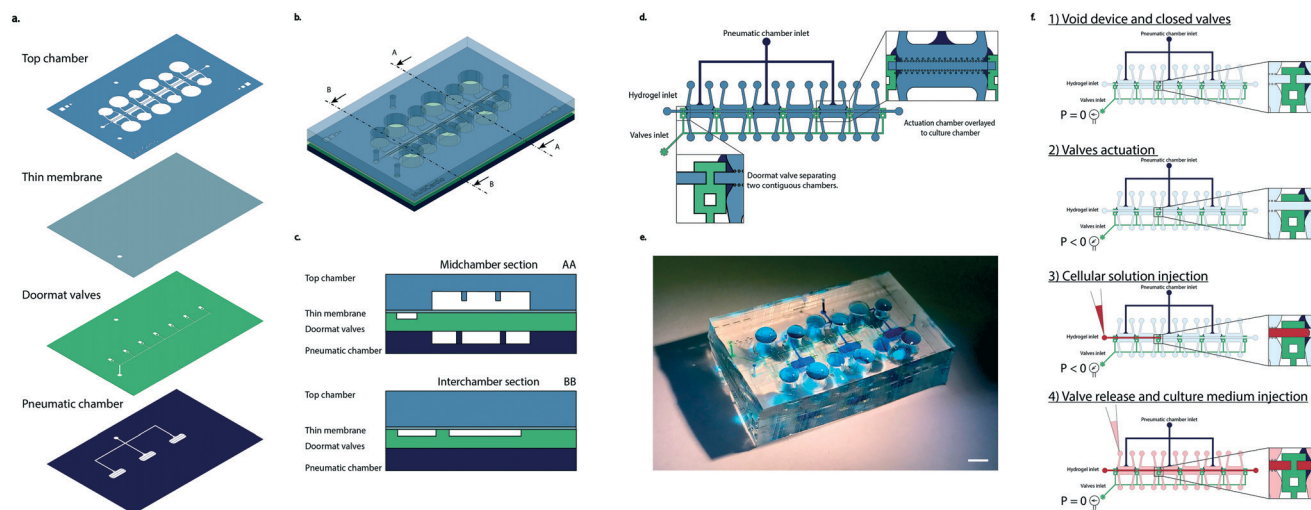 a.
Top chamber
Thin membrane
Doormat valves
Pneumatic chamber
b.
A
B
A
B
c.
Midchamber section AA
Top chamber
Thin membrane
Doormat valves
Pneumatic chamber
Interchamber section BB
Top chamber
Thin membrane
Doormat valves
Pneumatic chamber
d.
Pneumatic chamber inlet
Hydrogel inlet
Valves inlet
Actuation chamber overlayed
to culture chamber
Doormat valve separating
two contiguous chambers.
e.
f.
1) Void device and closed valves
Pneumatic chamber inlet
Hydrogel inlet
Valves inlet
P = 0
2) Valves actuation
Pneumatic chamber inlet
Hydrogel inlet
Valves inlet
P < 0
3) Cellular solution injection
Pneumatic chamber inlet
Hydrogel inlet
Valves inlet
P < 0
4) Valve release and culture medium injection
Pneumatic chamber inlet
Hydrogel inlet
Valves inlet
P = 0